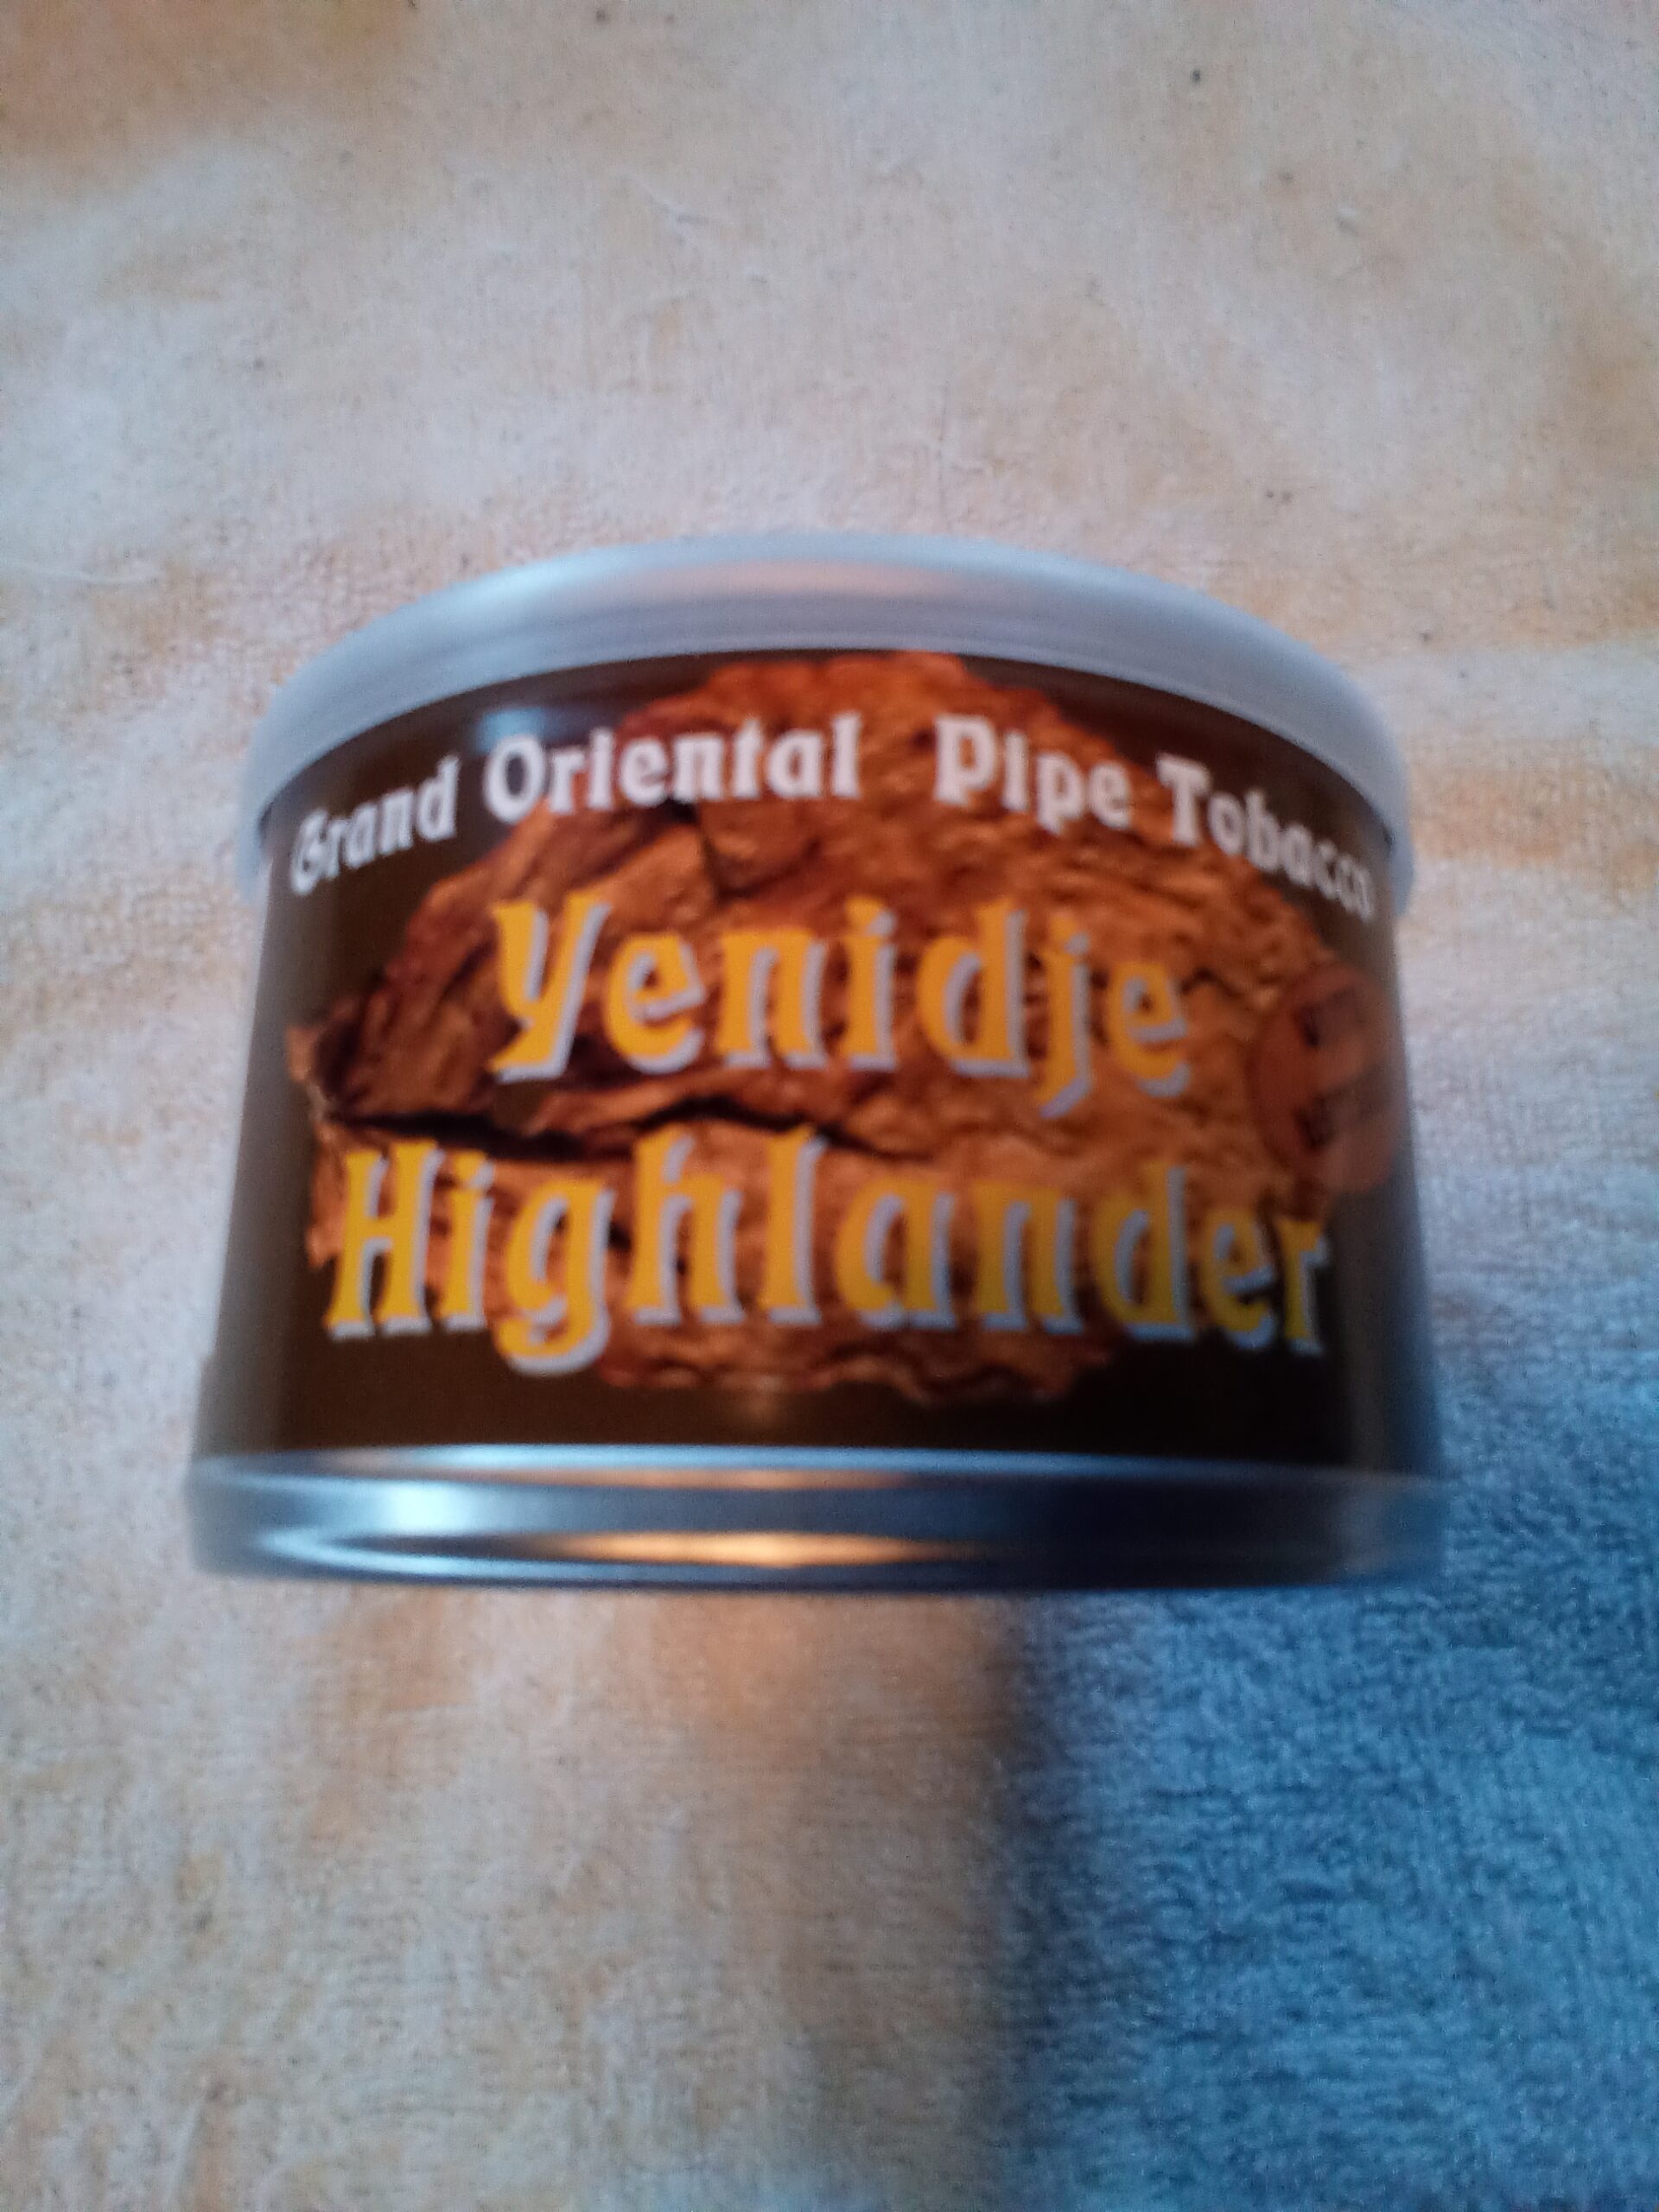 Grand Oriental Pipe Tobacco
Yenidje
Highlander